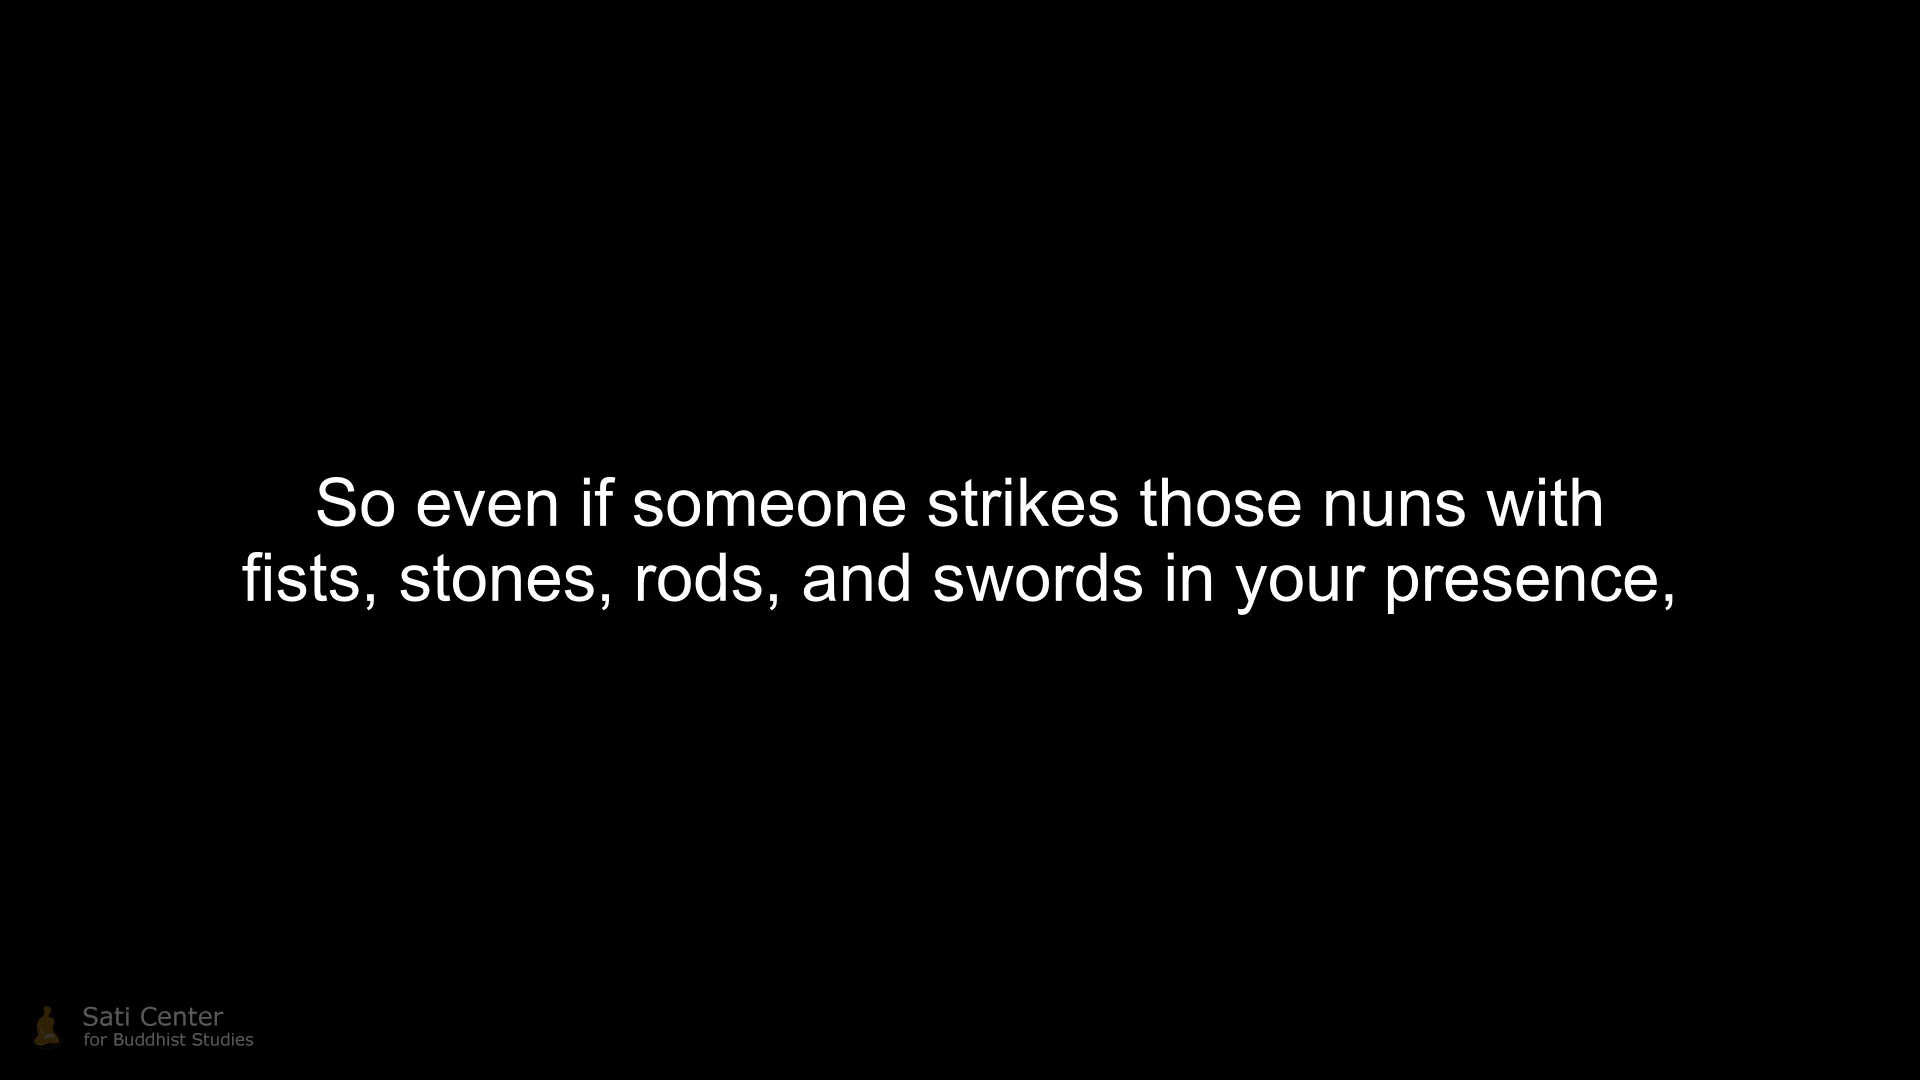 So even if someone strikes those nuns with
fists, stones, rods, and swords in your presence,
Sati Center
for Buddhist Studies